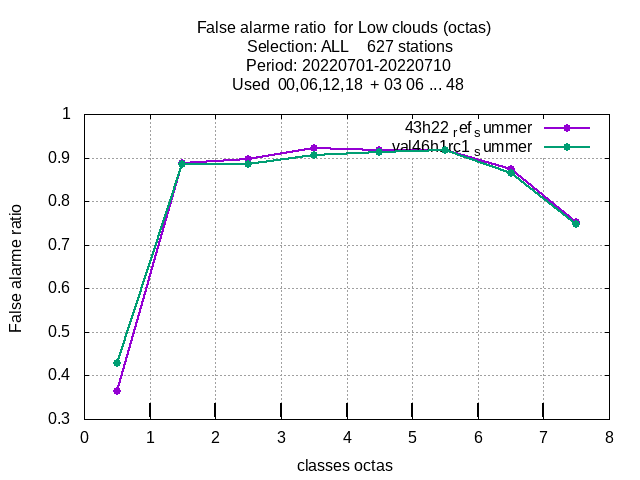 False alarme ratio  for Low clouds (octas)
Selection: ALL    627 stations
Period: 20220701-20220710
Used  00,06,12,18  + 03 06 ... 48
1
0.9
0.8
0.7
0.6
0.5
0.4
0.3
False alarme ratio
43h22_ref_summer
val46h1rc1_summer
0 1 2 3 4 5 6 7 8
classes octas